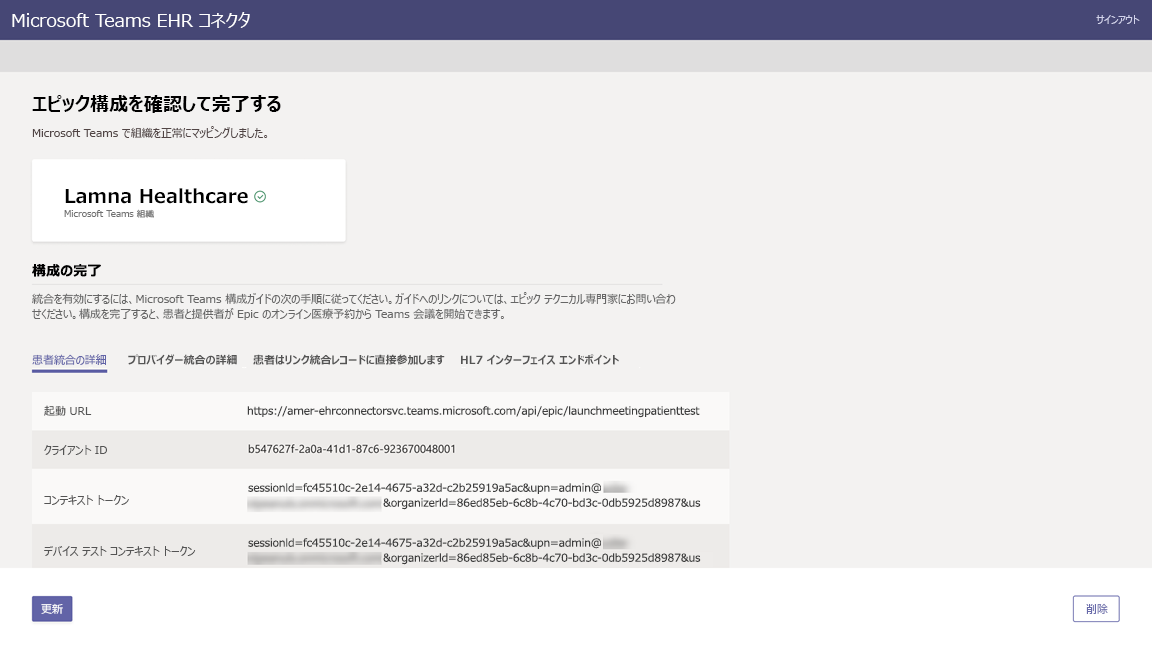 Microsoft Teams EHR コネクタ
サインアウト
エピック構成を確認して完了する
Microsoft Teams で組織を正常にマッピングしました。
Lamna Healthcare
Microsoft Teams 組織
構成の完了
統合を有効にするには、Microsoft Teams 構成ガイドの次の手順に従ってください。ガイドへのリンクについては、エピック テクニカル専門家にお問い合わ
せください。構成を完了すると、患者と提供者が Epic のオンライン医療予約から Teams 会議を開始できます。
患者統合の詳細 プロバイダー統合の詳細 患者はリンク統合レコードに直接参加します HL7 インターフェイス エンドポイント
起動 URL https://amer-ehrconnectorsvc.teams.microsoft.com/api/epic/launchmeetingpatienttest
クライアント ID b547627f-2a0a-41d1-87c6-923670048001
コンテキスト トークン
sessionId=fc45510c-2e14-4675-a32d-c2b25919a5ac&upn=admin@
&organizerId=86ed85eb-6c8b-4c70-bd3c-0db5925d8987&us
デバイス テスト コンテキスト トークン
sessionId=fc45510c-2e14-4675-a32d-c2b25919a5ac&upn=admin@
&organizerId=86ed85eb-6c8b-4c70-bd3c-0db5925d8987&us
更新
削除